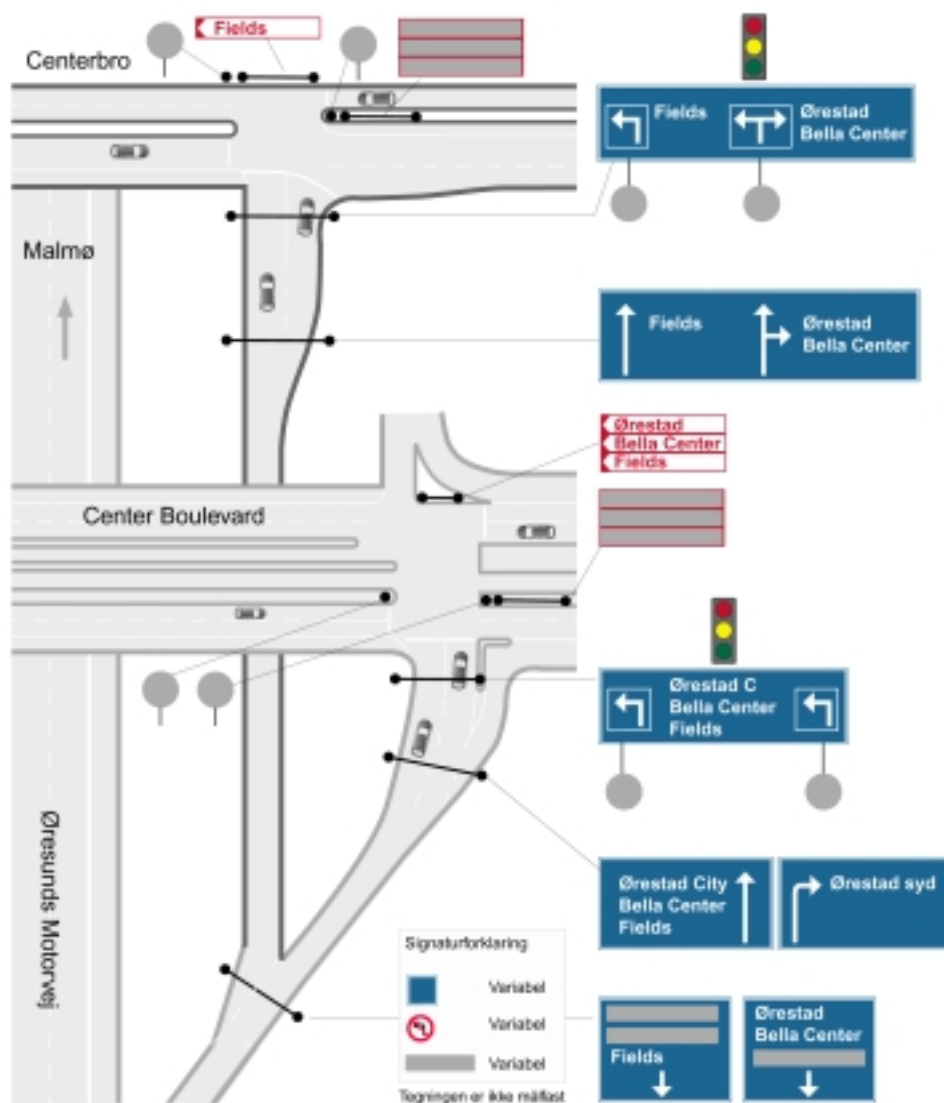 Centerbro
Fields
Fields
Ørestad
Bella Center
Malmø
Fields
Ørestad
Bella Center
Ørestad
Bella Center
Fields
Center Boulevard
Ørestad C
Bella Center
Fields
Øresunds Motorvej
Ørestad City
Bella Center
Fields
Ørestad syd
Signaturforklaring
Variabel
Variabel
Variabel
Tegningen er ikke målfast
Fields
Ørestad
Bella Center